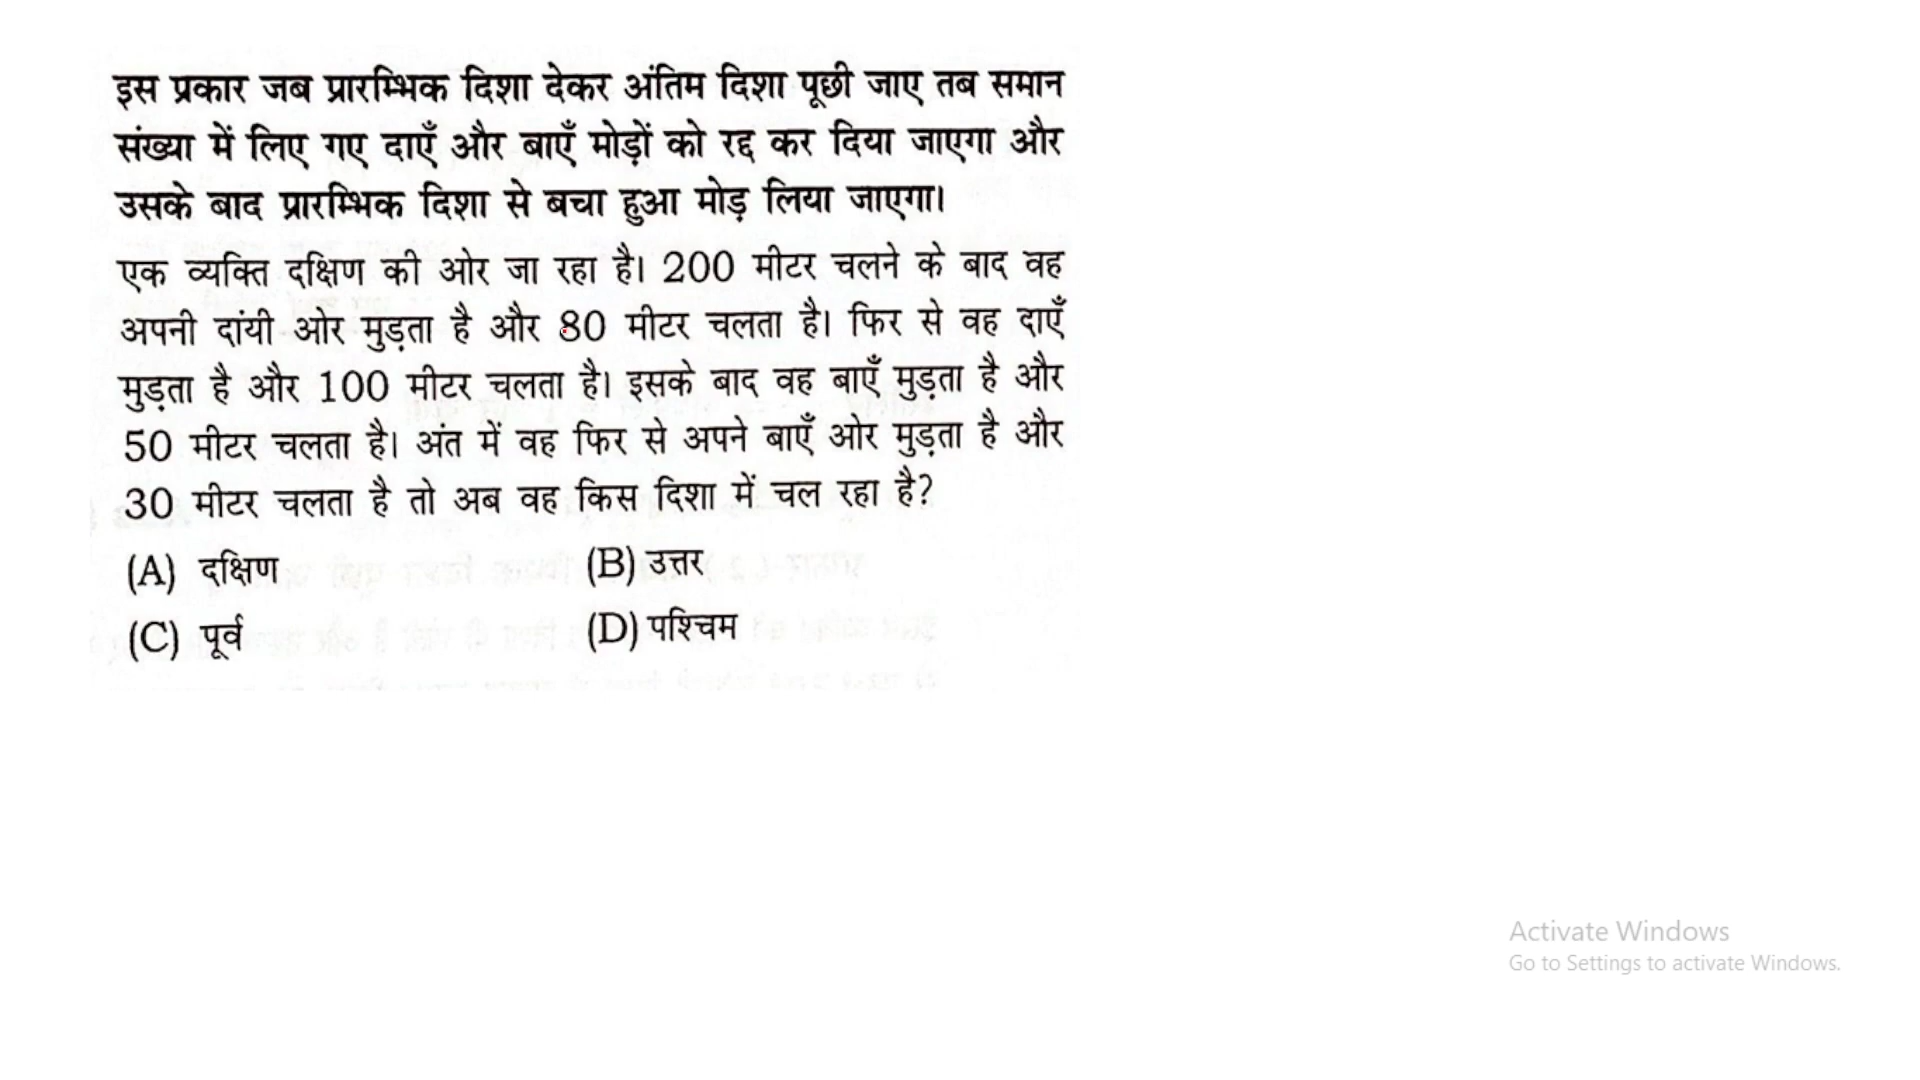 इस प्रकार जब प्रारम्भिक दिशा देकर अंतिम दिशा पूछी जाए तब समान
संख्या में लिए गए दाएँ और बाएँ मोड़ों को रद्द कर दिया जाएगा और
उसके बाद प्रारम्भिक दिशा से बचा हुआ मोड़ लिया जाएगा।
एक व्यक्ति दक्षिण की ओर जा रहा है। 200 मीटर चलने के बाद वह
अपनी दांयी ओर मुड़ता है और 80 मीटर चलता है। फिर से वह दाएँ
मुड़ता है और 100 मीटर चलता है। इसके बाद वह बाएँ मुड़ता है और
50 मीटर चलता है। अंत में वह फिर से अपने बाएँ ओर मुड़ता है और
30 मीटर चलता है तो अब वह किस दिशा में चल रहा है?
(A) दक्षिण (B) उत्तर
(C) पूर्व (D) पश्चिम
Activate Windows
Go to Settings to activate Windows.